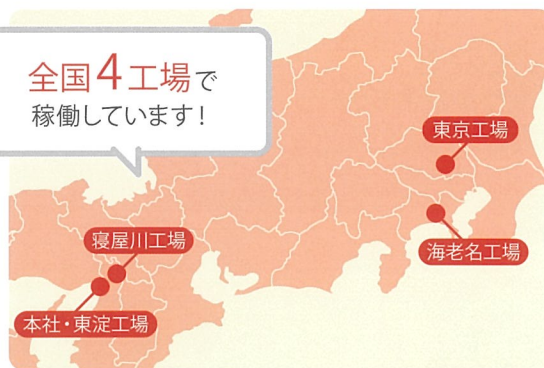 全国4工場で
稼働しています!
東京工場
海老名工場
寝屋川工場
本社・東淀工場